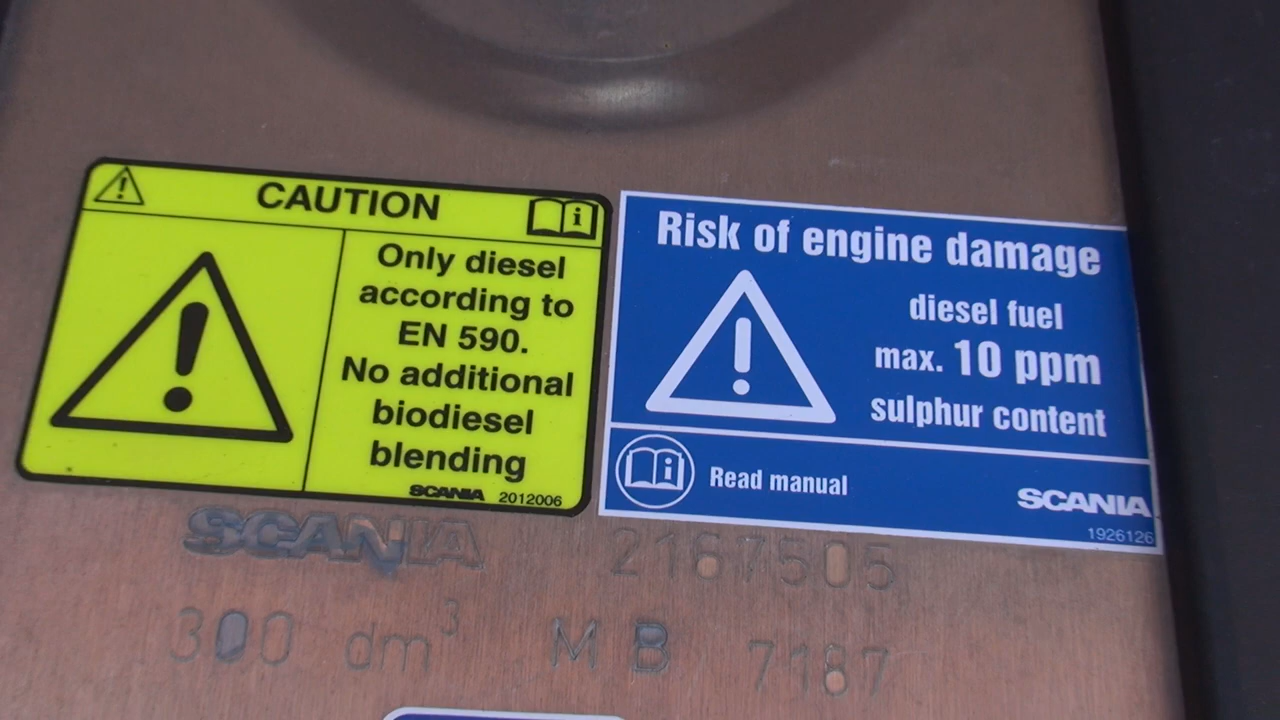 CAUTION
Only diesel
according to
EN 590.
No additional
biodiesel
blending
SCANIA 2012006
Risk of engine damage
diesel fuel
max. 10 ppm
sulphur content
Read manual
SCANIA
1926126
SCANIA 2167505
300 dm³ MB 7187